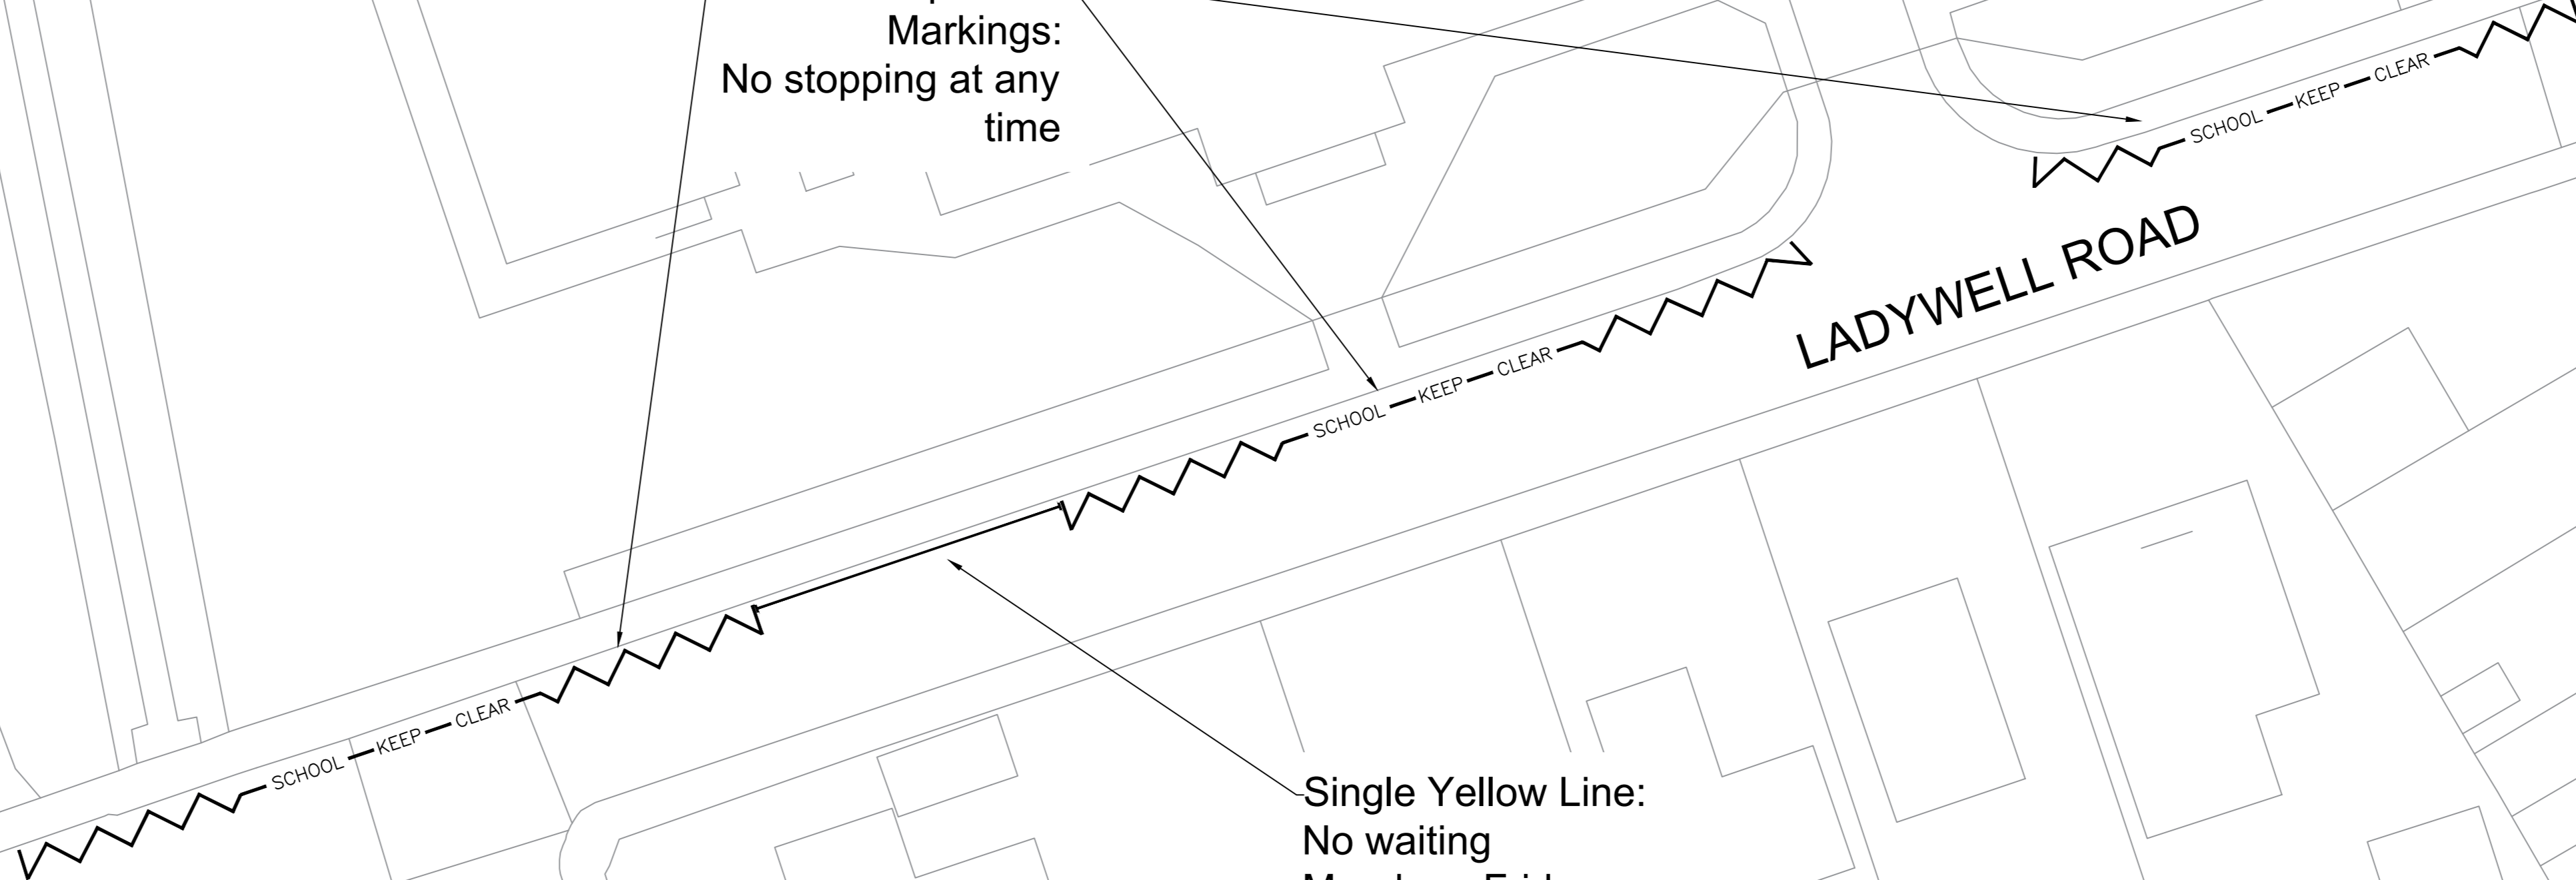 Markings:
No stopping at any
time
SCHOOL KEEP CLEAR
LADYWELL ROAD
SCHOOL KEEP CLEAR
SCHOOL KEEP CLEAR
Single Yellow Line:
No waiting